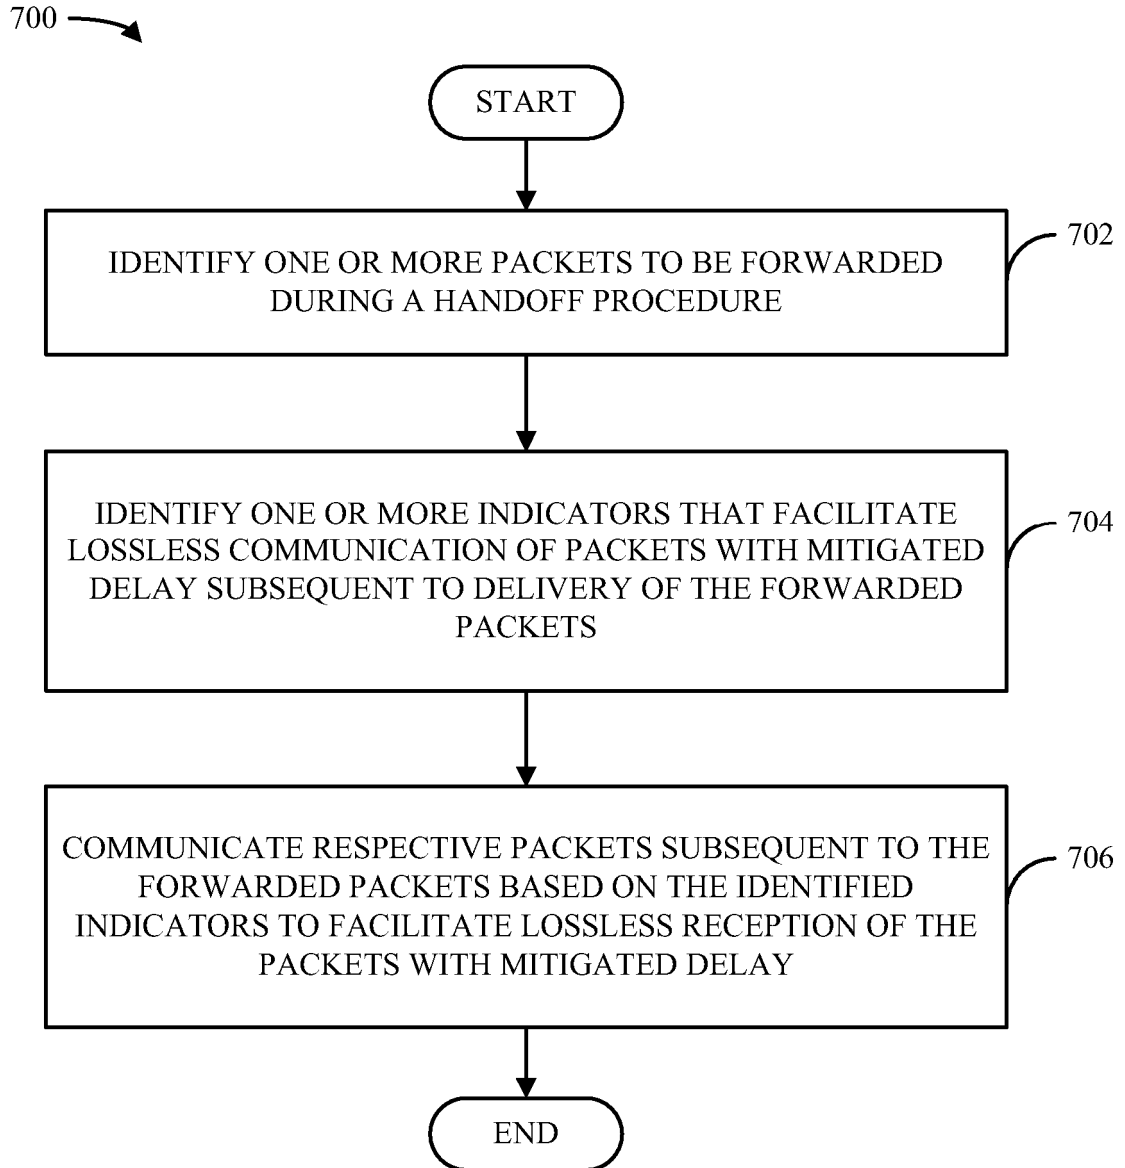 700
START
IDENTIFY ONE OR MORE PACKETS TO BE FORWARDED
DURING A HANDOFF PROCEDURE
702
IDENTIFY ONE OR MORE INDICATORS THAT FACILITATE
LOSSLESS COMMUNICATION OF PACKETS WITH MITIGATED
DELAY SUBSEQUENT TO DELIVERY OF THE FORWARDED
PACKETS
704
COMMUNICATE RESPECTIVE PACKETS SUBSEQUENT TO THE
FORWARDED PACKETS BASED ON THE IDENTIFIED
INDICATORS TO FACILITATE LOSSLESS RECEPTION OF THE
PACKETS WITH MITIGATED DELAY
706
END